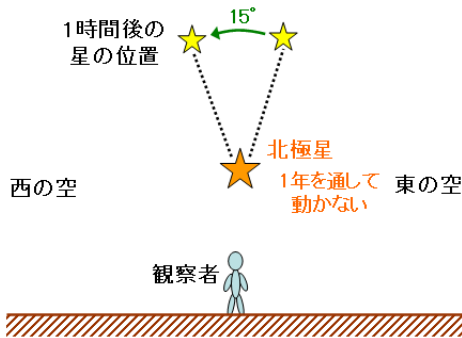 15°
1時間後の
星の位置
北極星
1年を通して
動かない
西の空
東の空
観察者